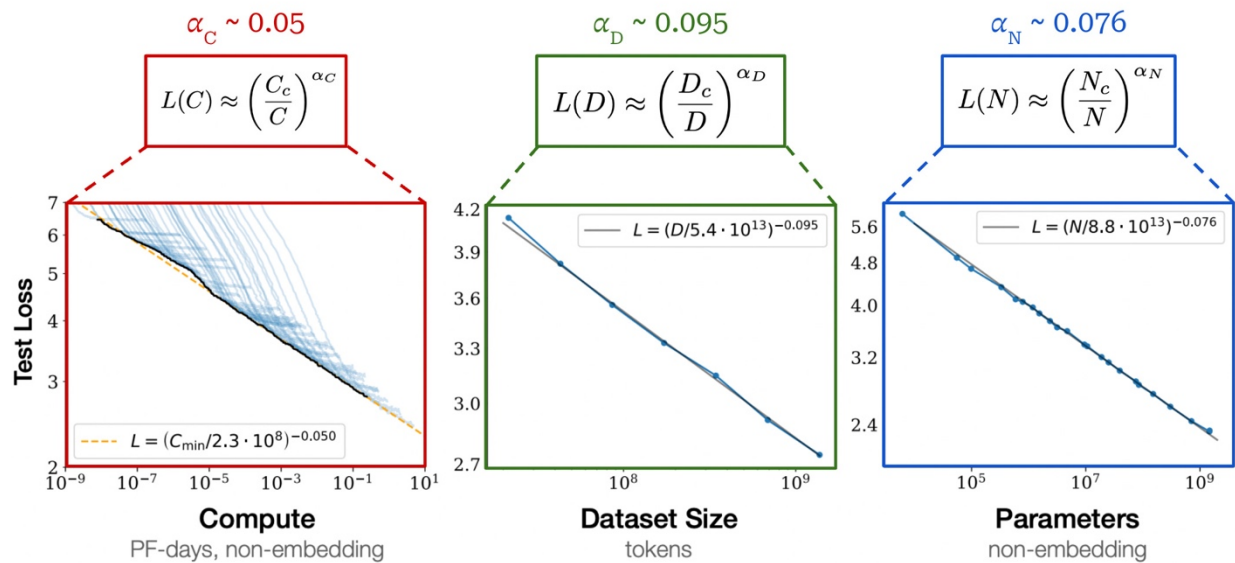 α_C ~ 0.05
α_D ~ 0.095
α_N ~ 0.076
L(C) ≈ (C_c/C)^{α_C}
L(D) ≈ (D_c/D)^{α_D}
L(N) ≈ (N_c/N)^{α_N}
Test Loss
7
6
5
4
3
2
L = (C_min/2.3 · 10^8)^{−0.050}
10^{−9}
10^{−7}
10^{−5}
10^{−3}
10^{−1}
10^1
Compute
PF-days, non-embedding
4.2
3.9
3.6
3.3
3.0
2.7
L = (D/5.4 · 10^{13})^{−0.095}
10^8
10^9
Dataset Size
tokens
5.6
4.8
4.0
3.2
2.4
L = (N/8.8 · 10^{13})^{−0.076}
10^5
10^7
10^9
Parameters
non-embedding